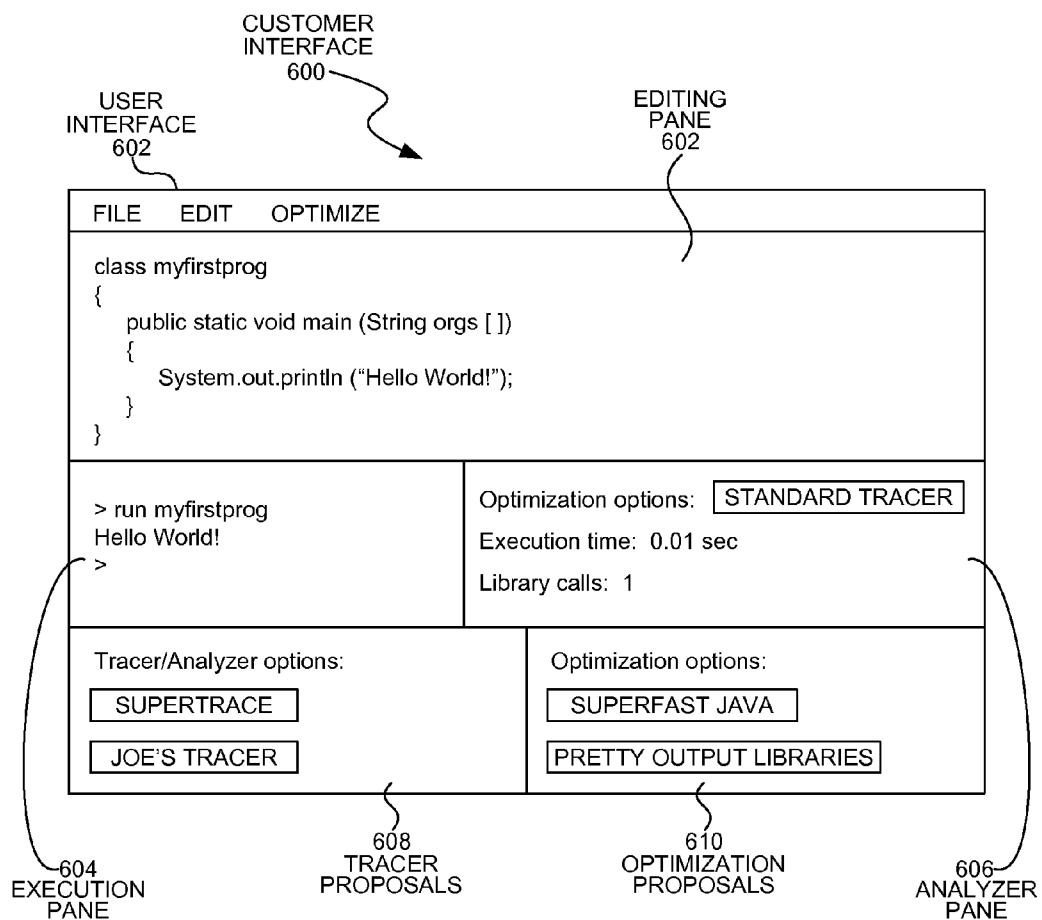 CUSTOMER
INTERFACE
600
USER
INTERFACE
602
EDITING
PANE
602
FILE EDIT OPTIMIZE
class myfirstprog
{
public static void main (String orgs [ ])
{
System.out.println (“Hello World!”);
}
}
> run myfirstprog
Hello World!
>
Optimization options: STANDARD TRACER
Execution time: 0.01 sec
Library calls: 1
Tracer/Analyzer options:
SUPERTRACE
JOE'S TRACER
Optimization options:
SUPERFAST JAVA
PRETTY OUTPUT LIBRARIES
604
EXECUTION
PANE
608
TRACER
PROPOSALS
610
OPTIMIZATION
PROPOSALS
606
ANALYZER
PANE